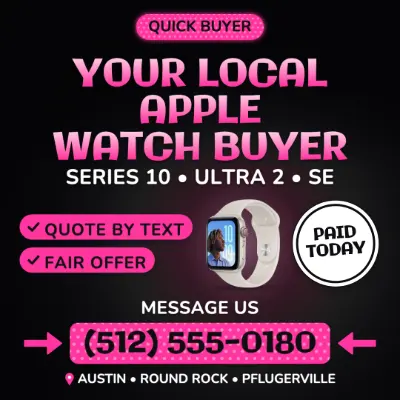 QUICK BUYER
YOUR LOCAL
APPLE
WATCH BUYER
SERIES 10 • ULTRA 2 • SE
QUOTE BY TEXT
FAIR OFFER
PAID
TODAY
MESSAGE US
(512) 555-0180
AUSTIN • ROUND ROCK • PFLUGERVILLE